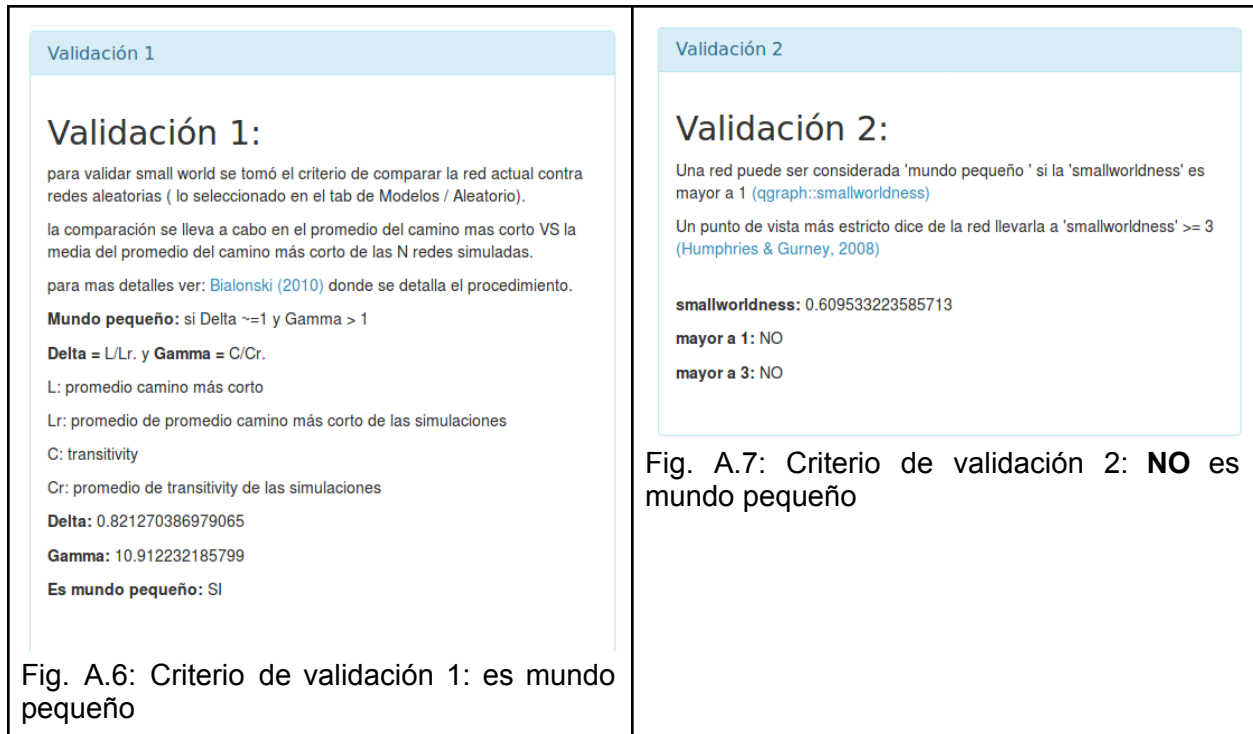 Validación 1
Validación 1:
para validar small world se tomó el criterio de comparar la red actual contra
redes aleatorias ( lo seleccionado en el tab de Modelos / Aleatorio).
la comparación se lleva a cabo en el promedio del camino mas corto VS la
media del promedio del camino más corto de las N redes simuladas.
para mas detalles ver: Bialonski (2010) donde se detalla el procedimiento.
Mundo pequeño: si Delta ~=1 y Gamma > 1
Delta = L/Lr. y Gamma = C/Cr.
L: promedio camino más corto
Lr: promedio de promedio camino más corto de las simulaciones
C: transitivity
Cr: promedio de transitivity de las simulaciones
Delta: 0.821270386979065
Gamma: 10.912232185799
Es mundo pequeño: SI
Fig. A.6: Criterio de validación 1: es mundo
pequeño
Validación 2
Validación 2:
Una red puede ser considerada 'mundo pequeño ' si la 'smallworldness' es
mayor a 1 (qgraph::smallworldness)
Un punto de vista más estricto dice de la red llevarla a 'smallworldness' >= 3
(Humphries & Gurney, 2008)
smallworldness: 0.609533223585713
mayor a 1: NO
mayor a 3: NO
Fig. A.7: Criterio de validación 2: NO es
mundo pequeño